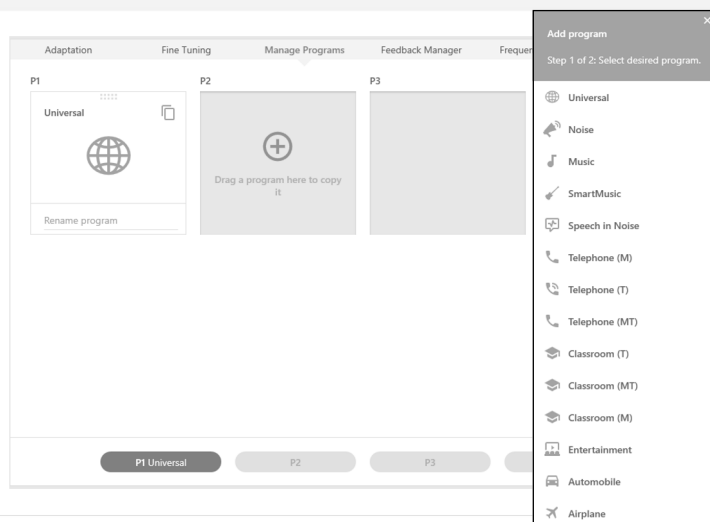 Adaptation
Fine Tuning
Manage Programs
Feedback Manager
P1
P2
P3
Universal
Rename program
Drag a program here to copy
it
P1 Universal
P2
P3
Add program
Step 1 of 2: Select desired program.
Universal
Noise
Music
SmartMusic
Speech in Noise
Telephone (M)
Telephone (T)
Telephone (MT)
Classroom (T)
Classroom (MT)
Classroom (M)
Entertainment
Automobile
Airplane